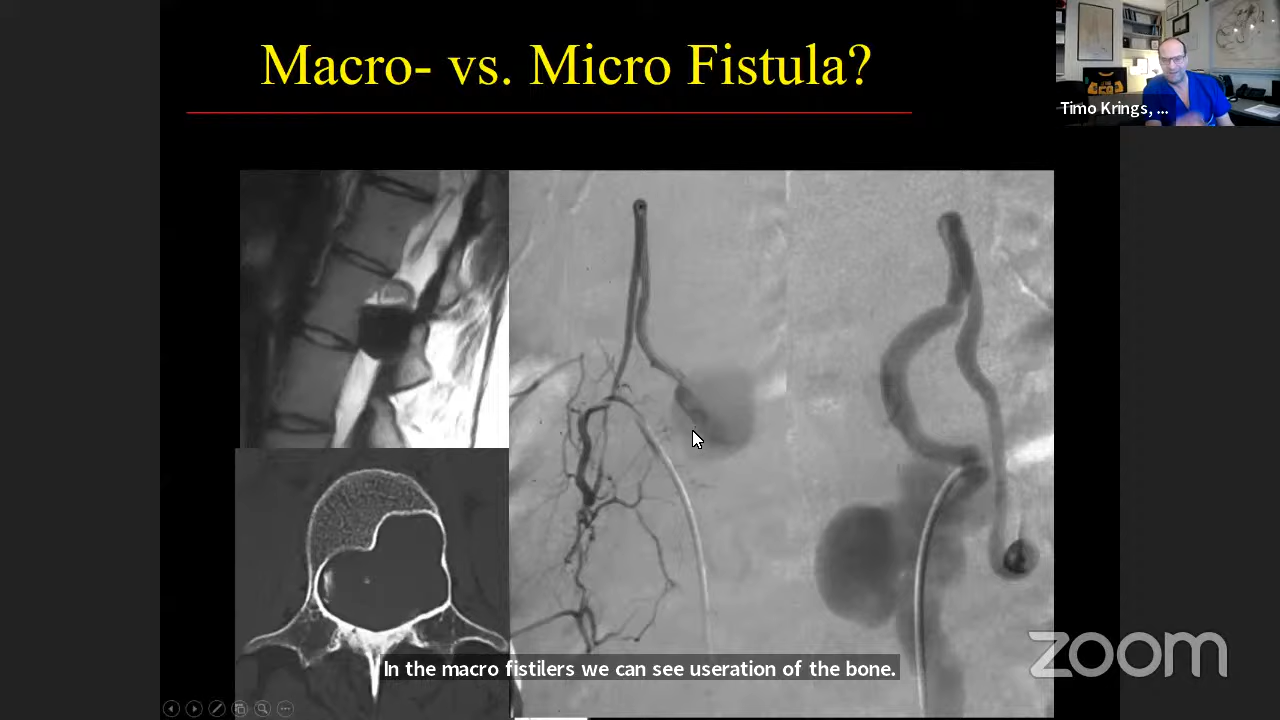 Macro- vs. Micro Fistula?
Timo Krings, ...
In the macro fistilers we can see useration of the bone.
zoom